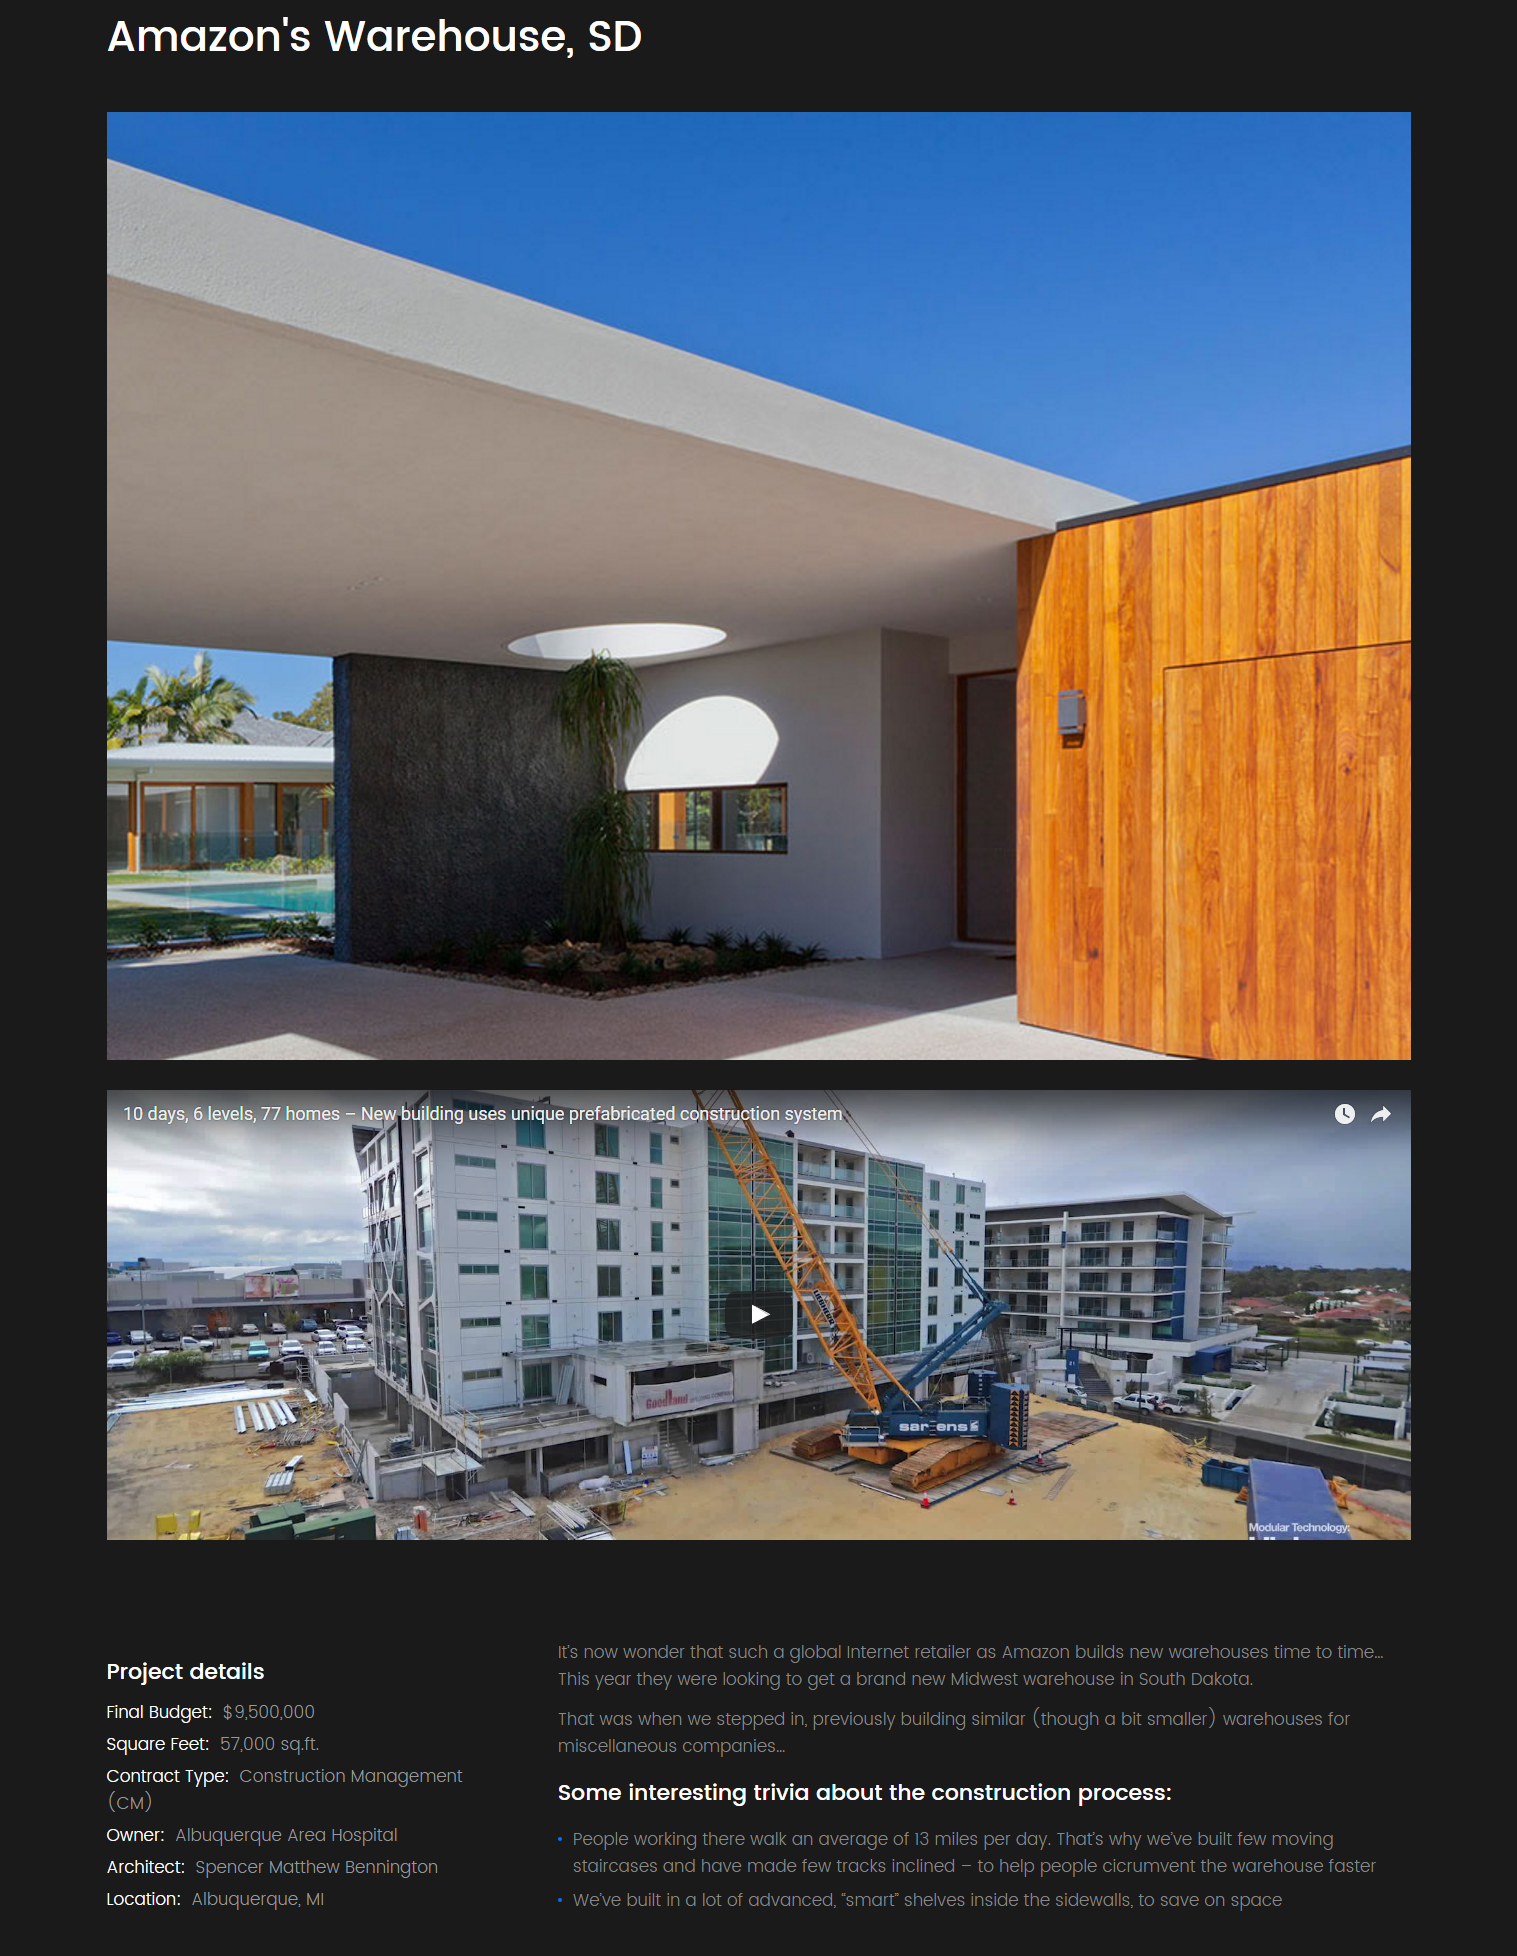 Amazon's Warehouse, SD
10 days, 6 levels, 77 homes – New building uses unique prefabricated construction system
Goodland
sarens
Modular Technology:
Project details
Final Budget: $9,500,000
Square Feet: 57,000 sq.ft.
Contract Type: Construction Management
(CM)
Owner: Albuquerque Area Hospital
Architect: Spencer Matthew Bennington
Location: Albuquerque, MI
It's now wonder that such a global Internet retailer as Amazon builds new warehouses time to time...
This year they were looking to get a brand new Midwest warehouse in South Dakota.
That was when we stepped in, previously building similar (though a bit smaller) warehouses for
miscellaneous companies...
Some interesting trivia about the construction process:
• People working there walk an average of 13 miles per day. That's why we've built few moving
staircases and have made few tracks inclined – to help people cicrumvent the warehouse faster
• We've built in a lot of advanced, “smart” shelves inside the sidewalls, to save on space